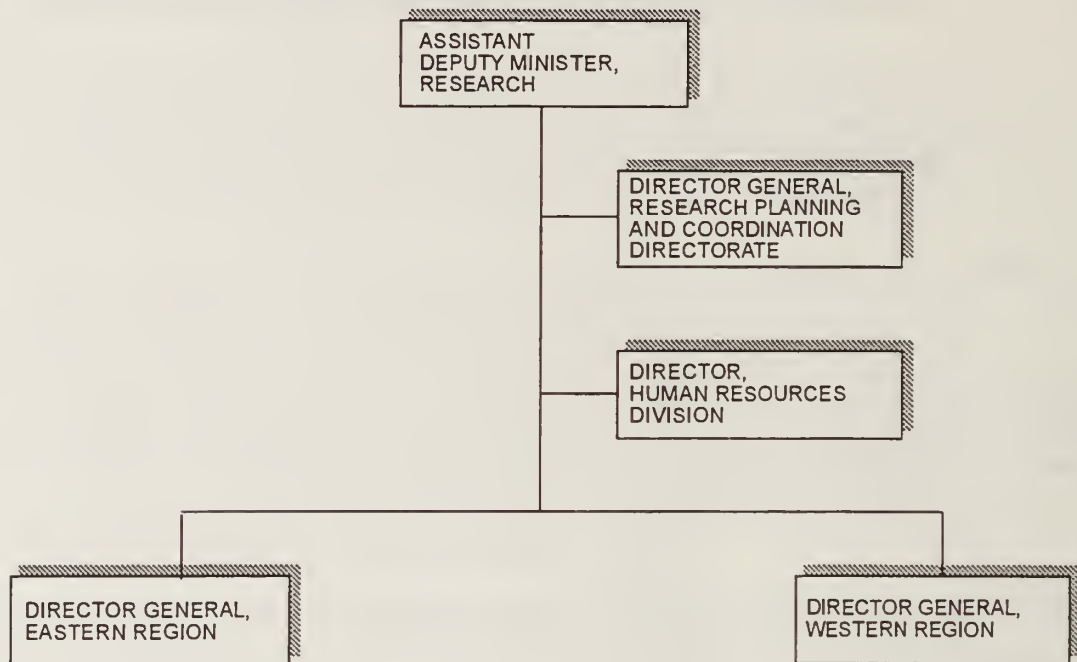 ASSISTANT
DEPUTY MINISTER,
RESEARCH
DIRECTOR GENERAL,
RESEARCH PLANNING
AND COORDINATION
DIRECTORATE
DIRECTOR,
HUMAN RESOURCES
DIVISION
DIRECTOR GENERAL,
EASTERN REGION
DIRECTOR GENERAL,
WESTERN REGION